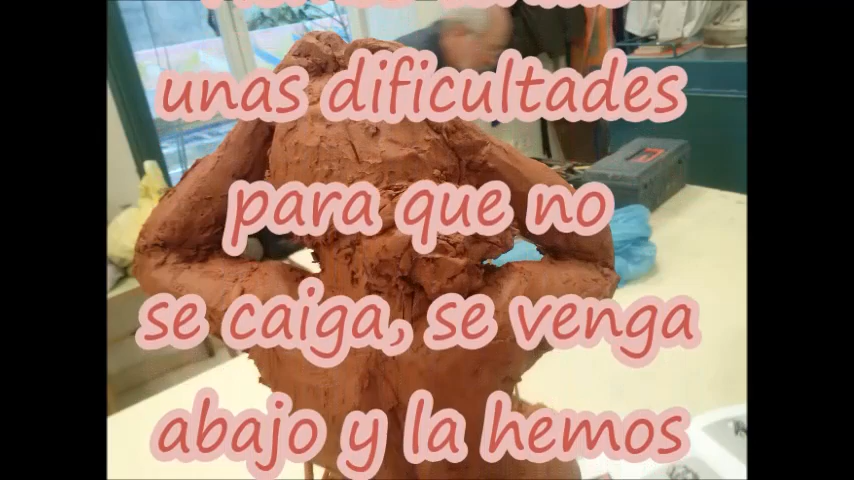 unas dificultades
para que no
se caiga, se venga
abajo y la hemos